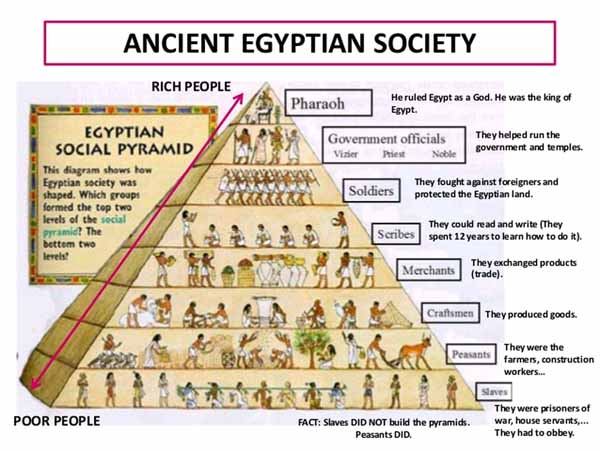 ANCIENT EGYPTIAN SOCIETY
RICH PEOPLE
EGYPTIAN
SOCIAL PYRAMID
This diagram shows how
Egyptian society was
shaped. Which groups
formed the top two
levels of the social
pyramid? The
bottom two
levels?
Pharaoh
He ruled Egypt as a God. He was the king of
Egypt.
Government officials
Vizier Priest Noble
They helped run the
government and temples.
Soldiers
They fought against foreigners and
protected the Egyptian land.
Scribes
They could read and write (They
spent 12 years to learn how to do it).
Merchants
They exchanged products
(trade).
Craftsmen
They produced goods.
Peasants
They were the
farmers, construction
workers...
Slaves
They were prisoners of
war, house servants,...
They had to obey.
POOR PEOPLE
FACT: Slaves DID NOT build the pyramids.
Peasants DID.